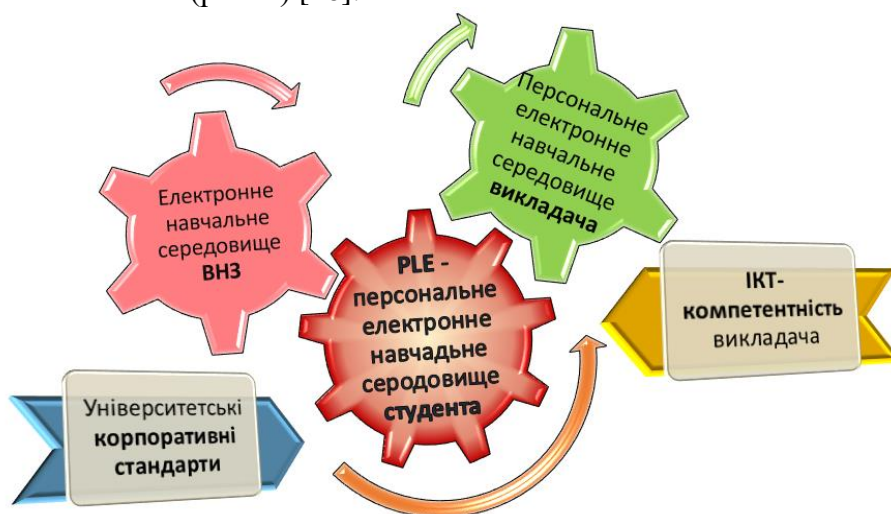 Електронне
навчальне
середовище
ВНЗ
Персональне
електронне
навчальне
середовище
викладача
PLE -
персональне
електронне
навчадьне
серодовище
студента
ІКТ-
компетентність
викладача
Університетські
корпоративні
стандарти